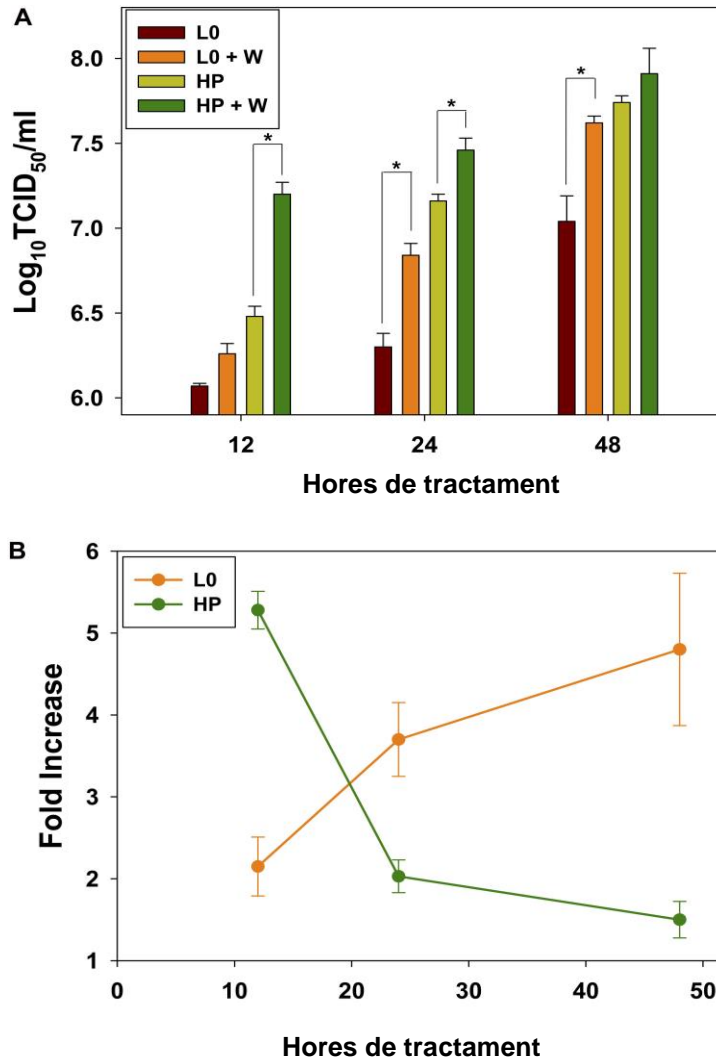 A
L0
L0 + W
HP
HP + W
8.0
7.5
7.0
6.5
6.0
Log10TCID50/ml
*
*
*
*
12 24 48
Hores de tractament
B
L0
HP
6
5
4
3
2
1
Fold Increase
0 10 20 30 40 50
Hores de tractament